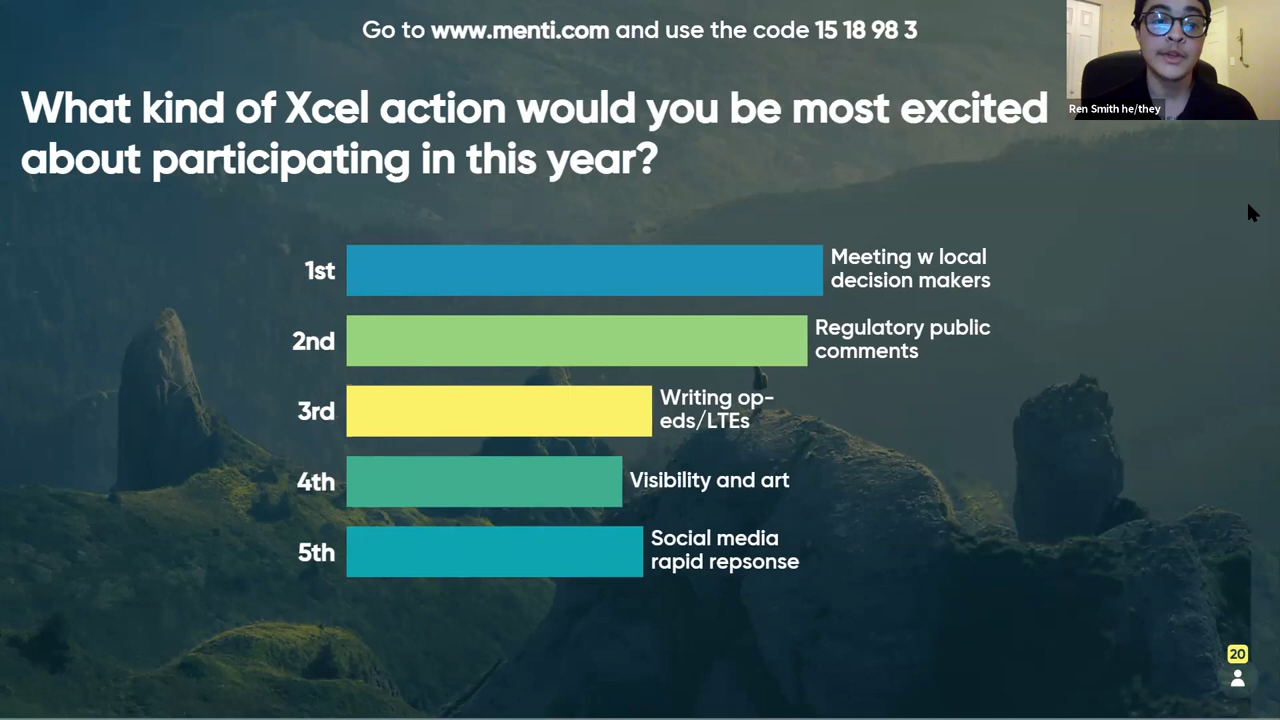 Go to www.menti.com and use the code 15 18 98 3
What kind of Xcel action would you be most excited
about participating in this year?
Ren Smith he/they
1st
Meeting w local
decision makers
2nd
Regulatory public
comments
3rd
Writing op-
eds/LTEs
4th
Visibility and art
5th
Social media
rapid repsonse
20